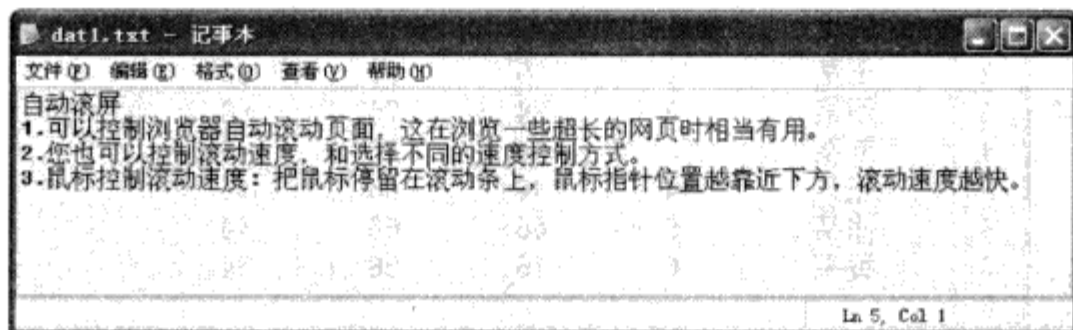 dat1.txt - 记事本
文件(F) 编辑(E) 格式(O) 查看(V) 帮助(H)
自动滚屏
1.可以控制浏览器自动滚动页面，这在浏览一些超长的网页时相当有用。
2.您也可以控制滚动速度，和选择不同的速度控制方式。
3.鼠标控制滚动速度：把鼠标停留在滚动条上，鼠标指针位置越靠近下方，滚动速度越快。
Ln 5, Col 1